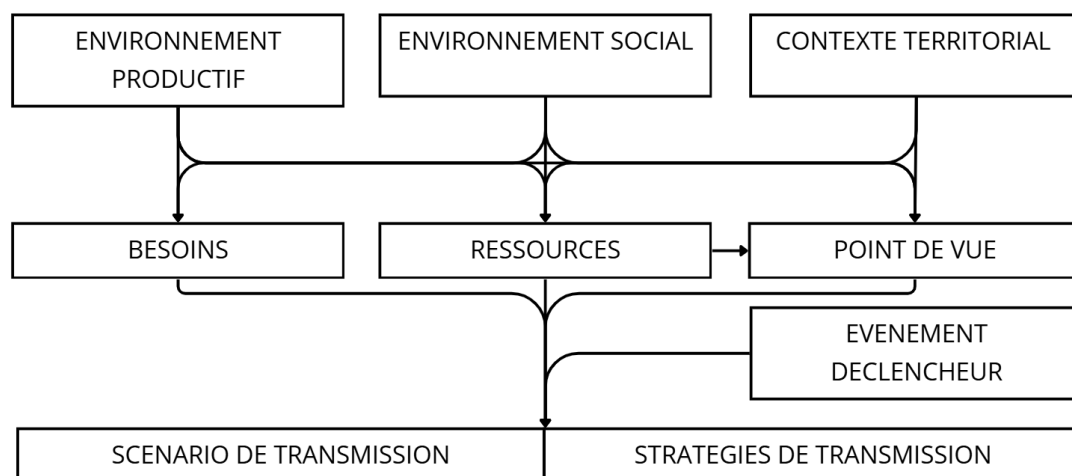 ENVIRONNEMENT
PRODUCTIF
ENVIRONNEMENT SOCIAL
CONTEXTE TERRITORIAL
BESOINS
RESSOURCES
POINT DE VUE
EVENEMENT
DECLENCHEUR
SCENARIO DE TRANSMISSION
STRATEGIES DE TRANSMISSION